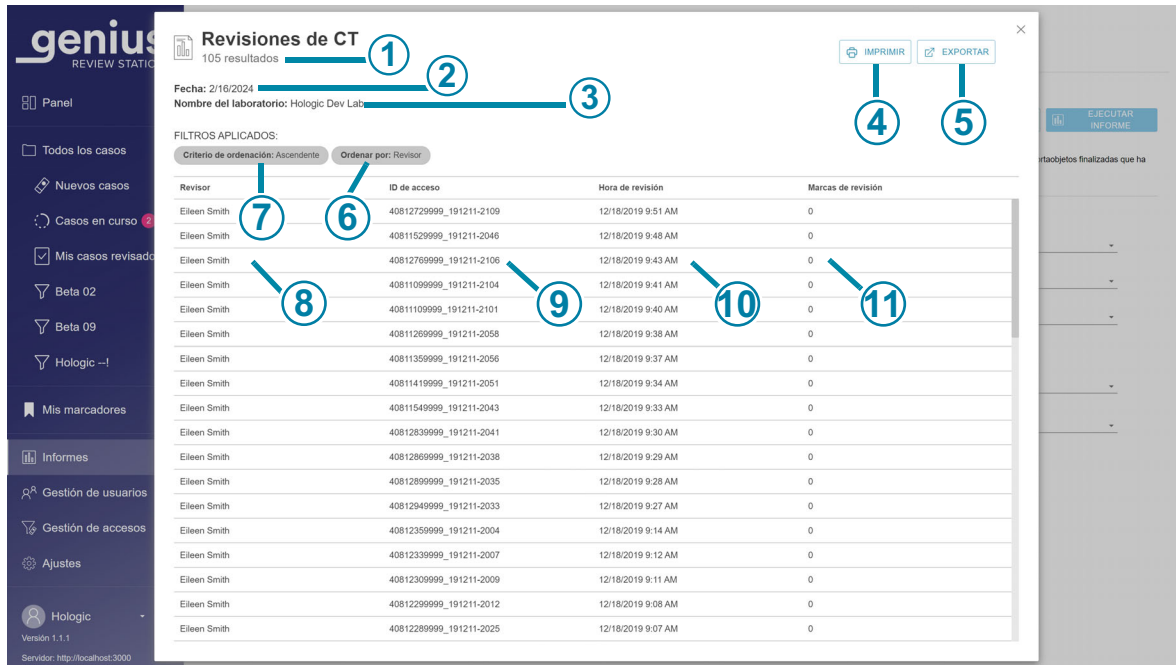 genius
REVIEW STATIO
Panel
Todos los casos
Nuevos casos
Casos en curso 2
Mis casos revisado
Beta 02
Beta 09
Hologic --!
Mis marcadores
Informes
Gestión de usuarios
Gestión de accesos
Ajustes
Hologic
Versión 1.1.1
Servidor: http://localhost:3000
Revisiones de CT
105 resultados
1
IMPRIMIR
EXPORTAR
4
5
Fecha: 2/16/2024
2
Nombre del laboratorio: Hologic Dev Lab
3
FILTROS APLICADOS:
Criterio de ordenación: Ascendente
Ordenar por: Revisor
7
6
Revisor ID de acceso Hora de revisión Marcas de revisión
Eileen Smith 40812729999_191211-2109 12/18/2019 9:51 AM 0
Eileen Smith 40811529999_191211-2046 12/18/2019 9:48 AM 0
Eileen Smith 40812769999_191211-2106 12/18/2019 9:43 AM 0
Eileen Smith 40811099999_191211-2104 12/18/2019 9:41 AM 0
8
9
10
11
Eileen Smith 40811109999_191211-2101 12/18/2019 9:40 AM 0
Eileen Smith 40811269999_191211-2058 12/18/2019 9:38 AM 0
Eileen Smith 40811359999_191211-2056 12/18/2019 9:37 AM 0
Eileen Smith 40811419999_191211-2051 12/18/2019 9:34 AM 0
Eileen Smith 40811549999_191211-2043 12/18/2019 9:33 AM 0
Eileen Smith 40812839999_191211-2041 12/18/2019 9:30 AM 0
Eileen Smith 40812869999_191211-2038 12/18/2019 9:29 AM 0
Eileen Smith 40812899999_191211-2035 12/18/2019 9:28 AM 0
Eileen Smith 40812949999_191211-2033 12/18/2019 9:27 AM 0
Eileen Smith 40812359999_191211-2004 12/18/2019 9:14 AM 0
Eileen Smith 40812339999_191211-2007 12/18/2019 9:12 AM 0
Eileen Smith 40812309999_191211-2009 12/18/2019 9:11 AM 0
Eileen Smith 40812299999_191211-2012 12/18/2019 9:08 AM 0
Eileen Smith 40812289999_191211-2025 12/18/2019 9:07 AM 0
EJECUTAR
INFORME
rtaobjetos finalizadas que ha